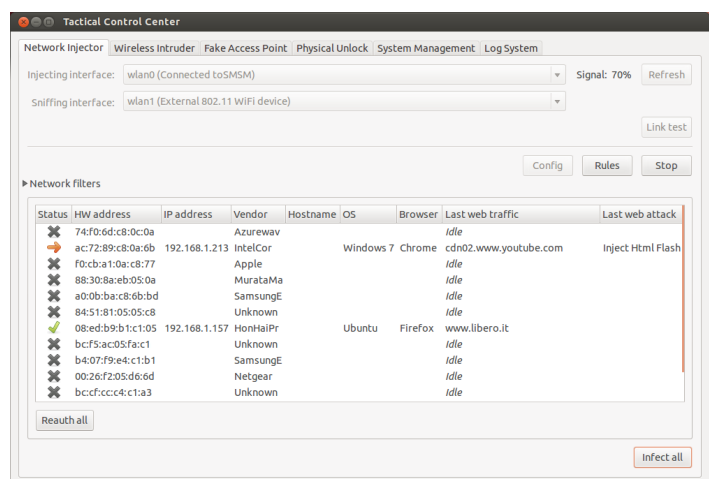 Tactical Control Center
Network Injector Wireless Intruder Fake Access Point Physical Unlock System Management Log System
Injecting interface: wlan0 (Connected toSMSM) Signal: 70% Refresh
Sniffing interface: wlan1 (External 802.11 WiFi device)
Link test
Config Rules Stop
Network filters
Status HW address IP address Vendor Hostname OS Browser Last web traffic Last web attack
74:f0:6d:c8:0c:0a Azurewav Idle
ac:72:89:c8:0a:6b 192.168.1.213 IntelCor Windows 7 Chrome cdn02.www.youtube.com Inject Html Flash
f0:cb:a1:0a:c8:77 Apple Idle
88:30:8a:eb:05:0a MurataMa Idle
a0:0b:ba:c8:6b:bd SamsungE Idle
84:51:81:05:05:c8 Unknown Idle
08:ed:b9:b1:c1:05 192.168.1.157 HonHaiPr Ubuntu Firefox www.libero.it
bc:f5:ac:05:fa:c1 Unknown Idle
b4:07:f9:e4:c1:b1 SamsungE Idle
00:26:f2:05:d6:6d Netgear Idle
bc:cf:cc:c4:c1:a3 Unknown Idle
Reauth all
Infect all